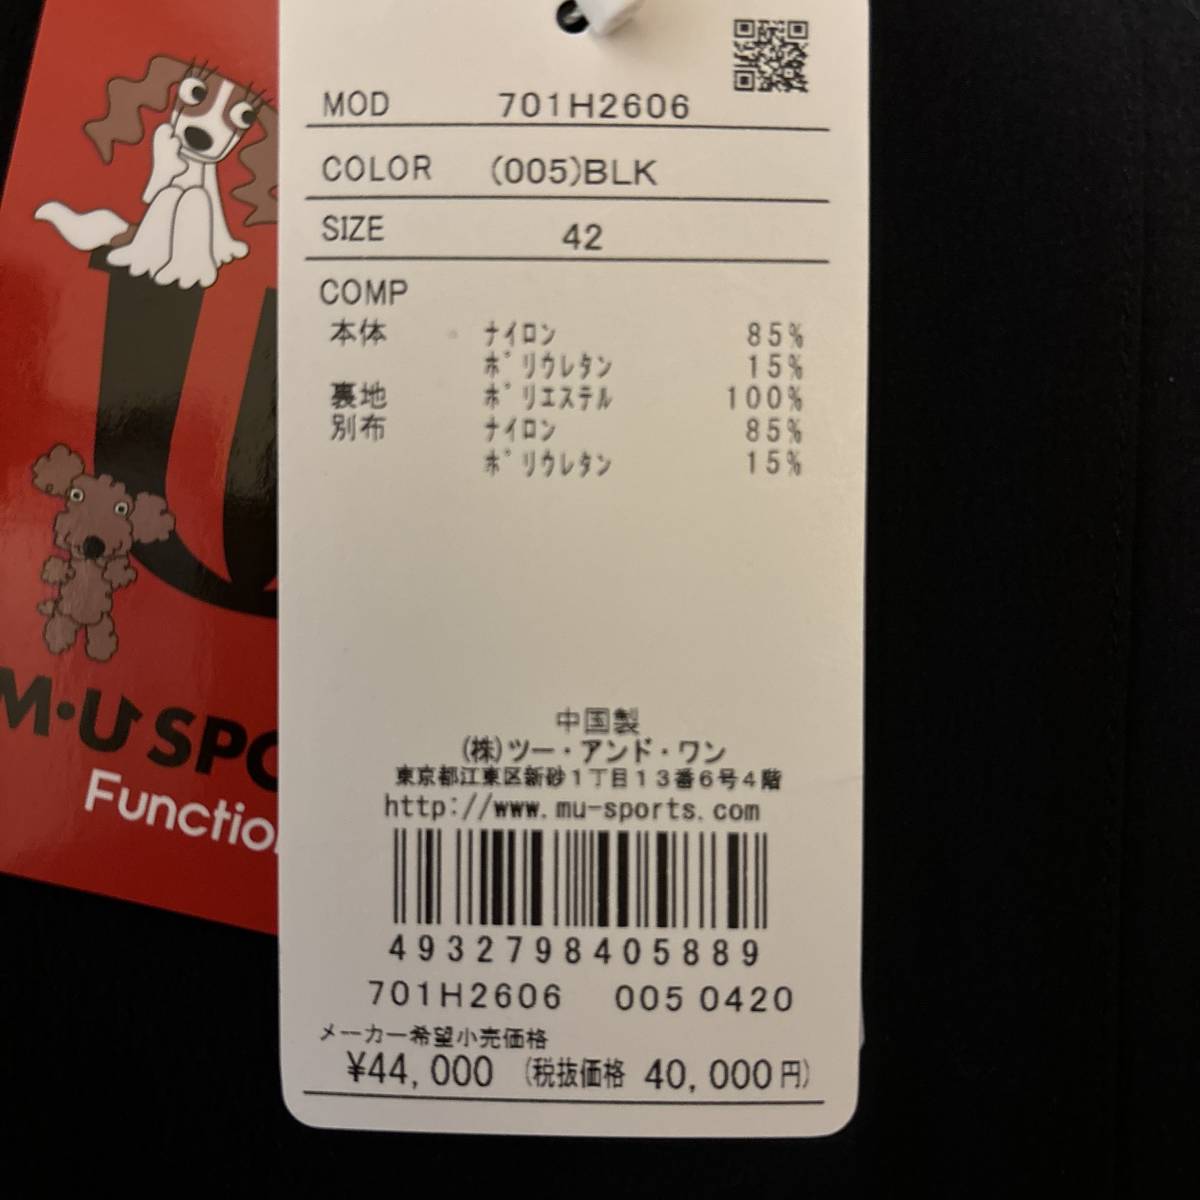 MOD 701H2606
COLOR (005)BLK
SIZE 42
COMP
本体 ナイロン 85%
ポリウレタン 15%
裏地 ポリエステル 100%
別布 ナイロン 85%
ポリウレタン 15%
中国製
(株)ツー・アンド・ワン
東京都江東区新砂1丁目13番6号4階
http://www.mu-sports.com
4932798405889
701H2606 005 0420
メーカー希望小売価格
¥44,000 (税抜価格 40,000円)
M・U SPO
Functio